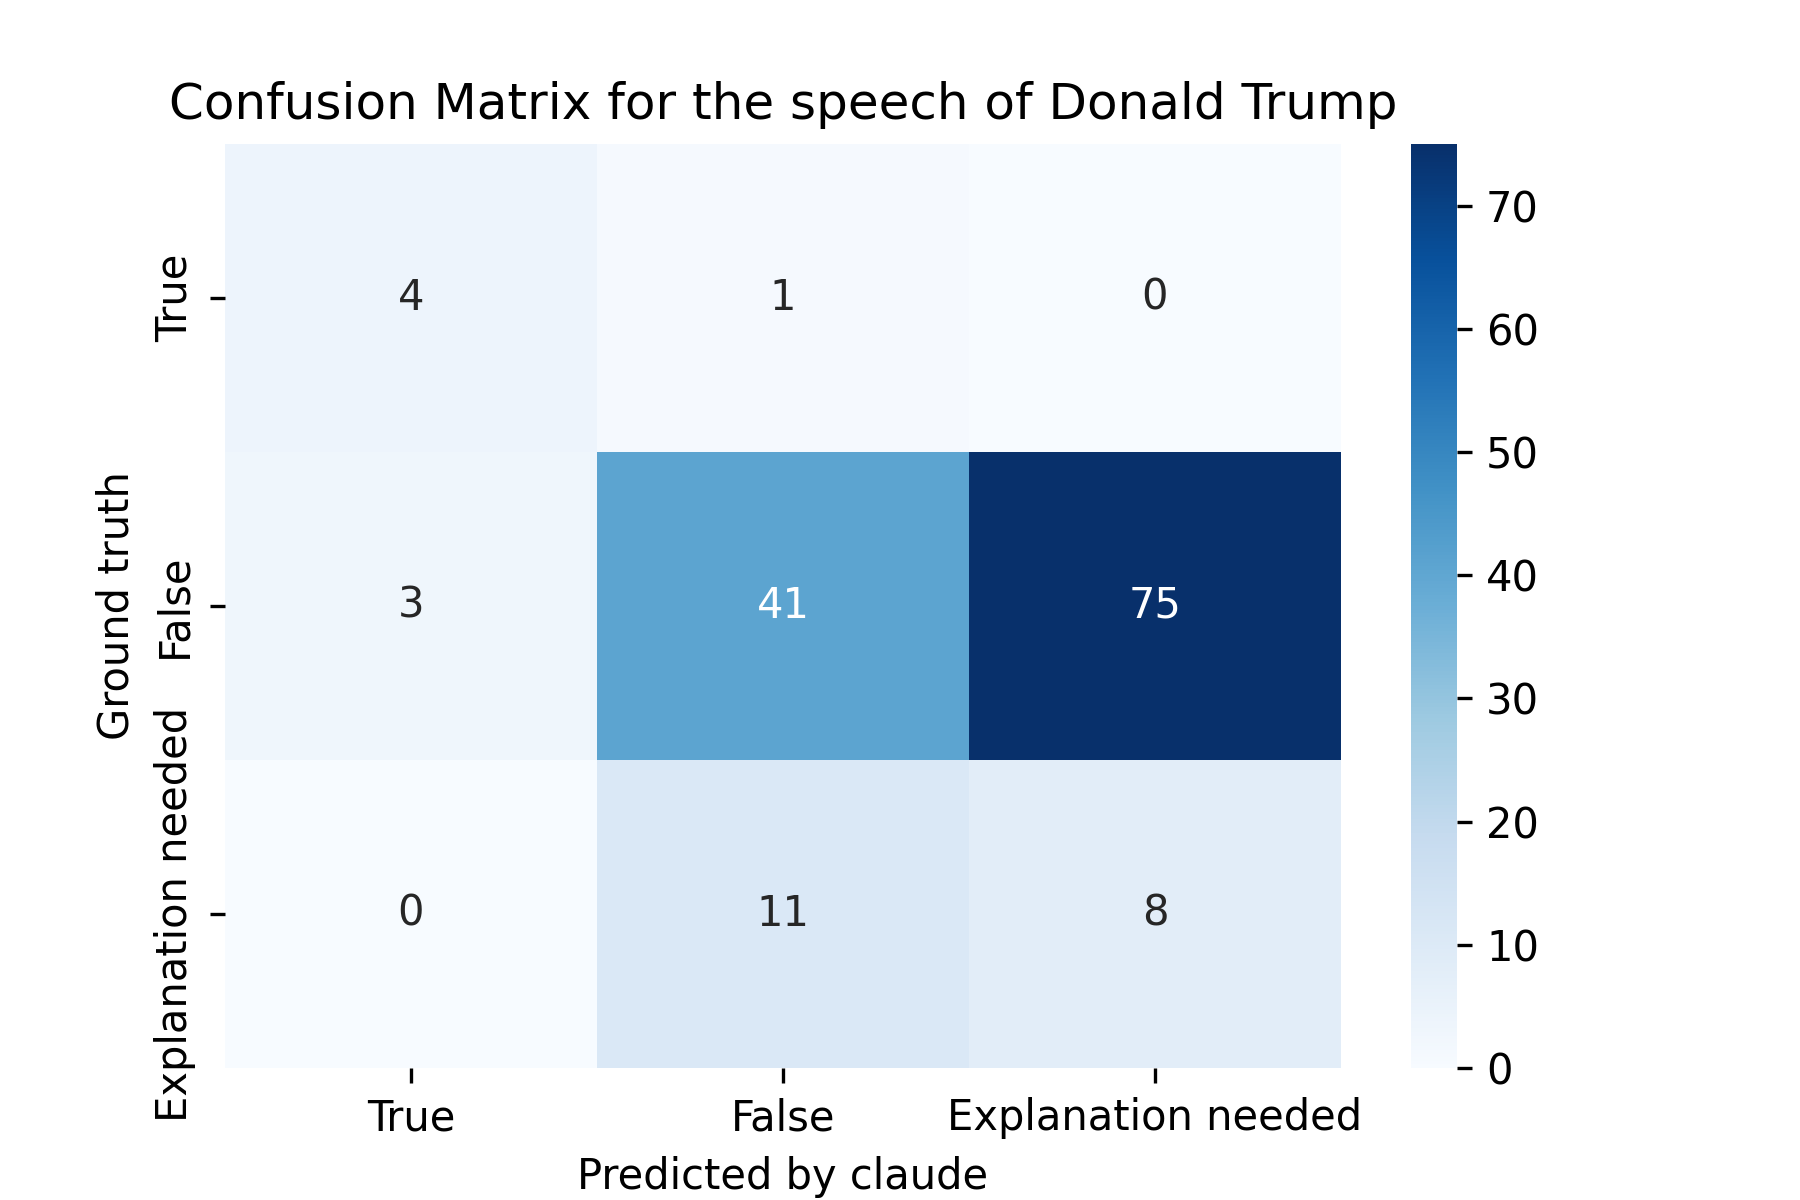 Confusion Matrix for the speech of Donald Trump
Ground truth
True
4
1
0
False
3
41
75
Explanation needed
0
11
8
True
False
Explanation needed
Predicted by claude
70
60
50
40
30
20
10
0